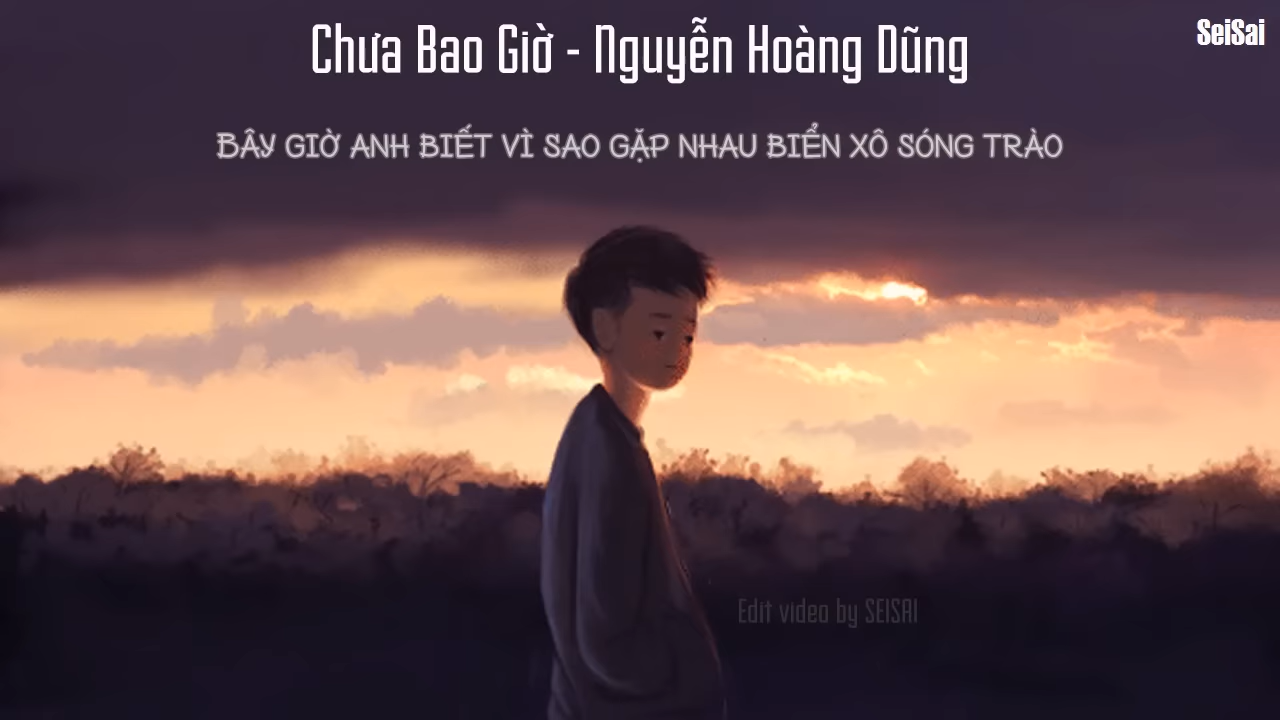 Chưa Bao Giờ - Nguyễn Hoàng Dũng
SeiSai
BÂY GIỜ ANH BIẾT VÌ SAO GẶP NHAU BIỂN XÔ SÓNG TRÀO
Edit video by SEISAI